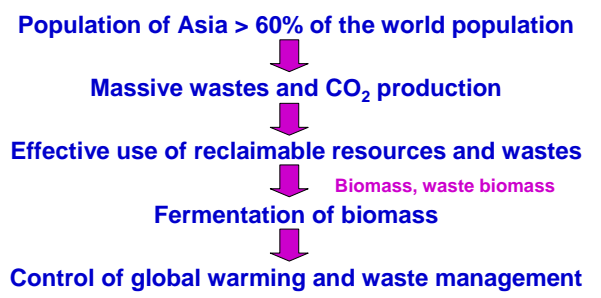 Population of Asia > 60% of the world population
Massive wastes and CO₂ production
Effective use of reclaimable resources and wastes
Biomass, waste biomass
Fermentation of biomass
Control of global warming and waste management